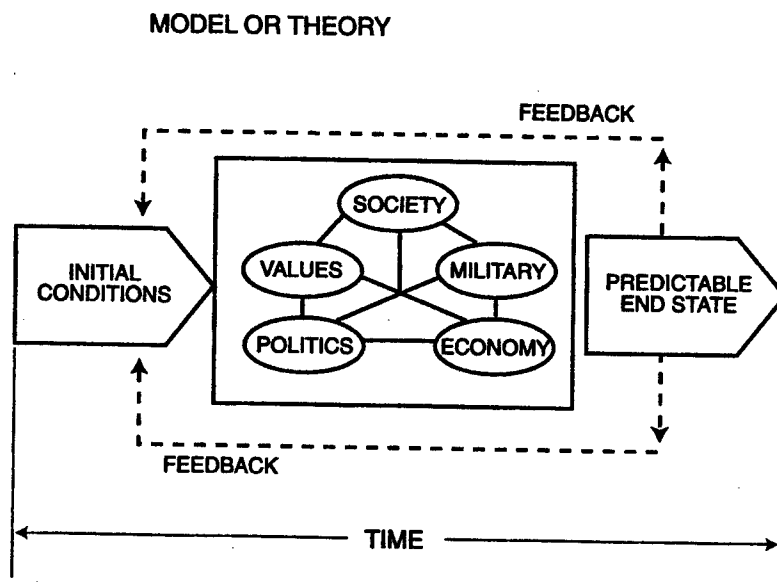 MODEL OR THEORY
FEEDBACK
SOCIETY
INITIAL
CONDITIONS
VALUES
MILITARY
PREDICTABLE
END STATE
POLITICS
ECONOMY
FEEDBACK
TIME